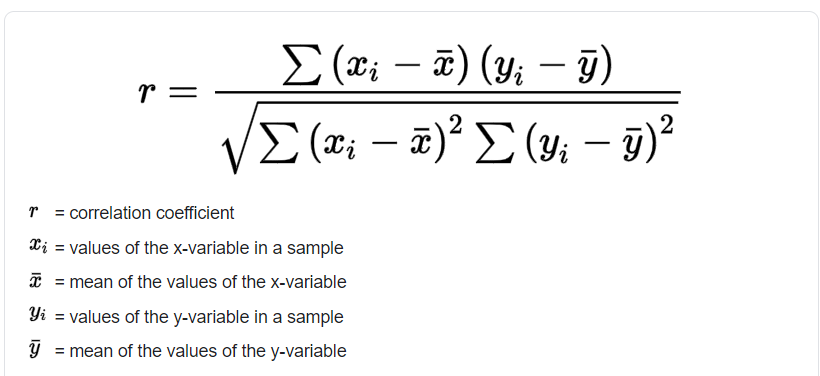 r = ∑ (xᵢ − x̄) (yᵢ − ȳ) / √ ∑ (xᵢ − x̄)² ∑ (yᵢ − ȳ)²
r = correlation coefficient
xᵢ = values of the x-variable in a sample
x̄ = mean of the values of the x-variable
yᵢ = values of the y-variable in a sample
ȳ = mean of the values of the y-variable